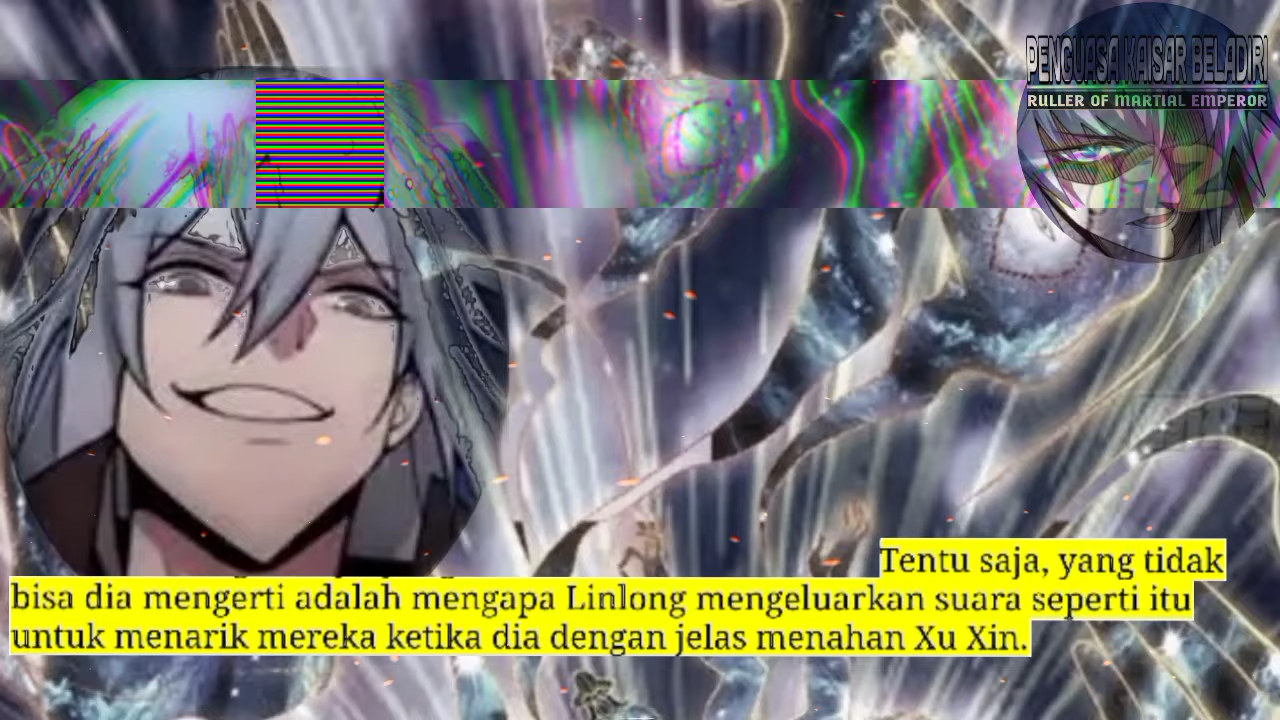 PENGUASA KAISAR BELADIRI
RULLER OF MARTIAL EMPEROR
Tentu saja, yang tidak
bisa dia mengerti adalah mengapa Linlong mengeluarkan suara seperti itu
untuk menarik mereka ketika dia dengan jelas menahan Xu Xin.